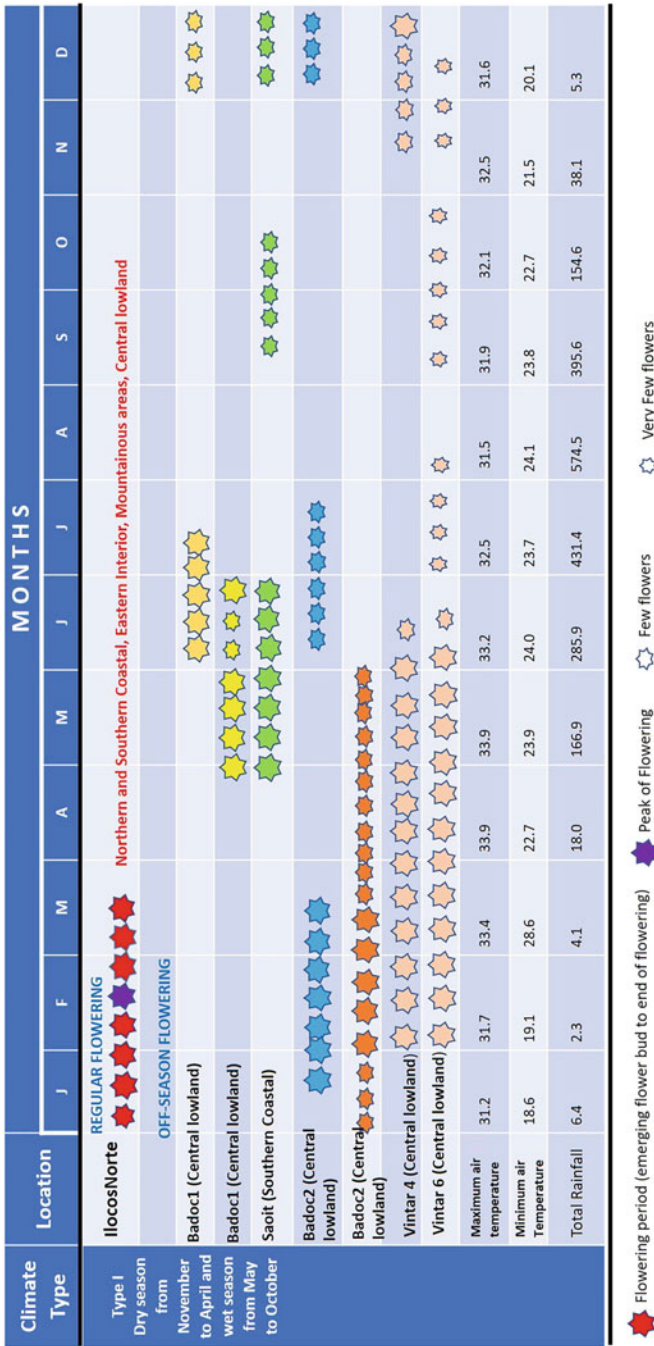 Climate Type
Location
MONTHS
J F M A M J J A S O N D
Type I
Dry season
from
November
to April and
wet season
from May
to October
IlocosNorte
REGULAR FLOWERING
Northern and Southern Coastal, Eastern Interior, Mountainous areas, Central lowland
OFF-SEASON FLOWERING
Badoc1 (Central lowland)
Badoc1 (Central lowland)
Saoit (Southern Coastal)
Badoc2 (Central
lowland)
Badoc2 (Central
lowland)
Vintar 4 (Central lowland)
Vintar 6 (Central lowland)
Maximum air
temperature
31.2 31.7 33.4 33.9 33.9 33.2 32.5 31.5 31.9 32.1 32.5 31.6
Minimum air
Temperature
18.6 19.1 28.6 22.7 23.9 24.0 23.7 24.1 23.8 22.7 21.5 20.1
Total Rainfall
6.4 2.3 4.1 18.0 166.9 285.9 431.4 574.5 395.6 154.6 38.1 5.3
Flowering period (emerging flower bud to end of flowering)
Peak of Flowering
Few flowers
Very Few flowers